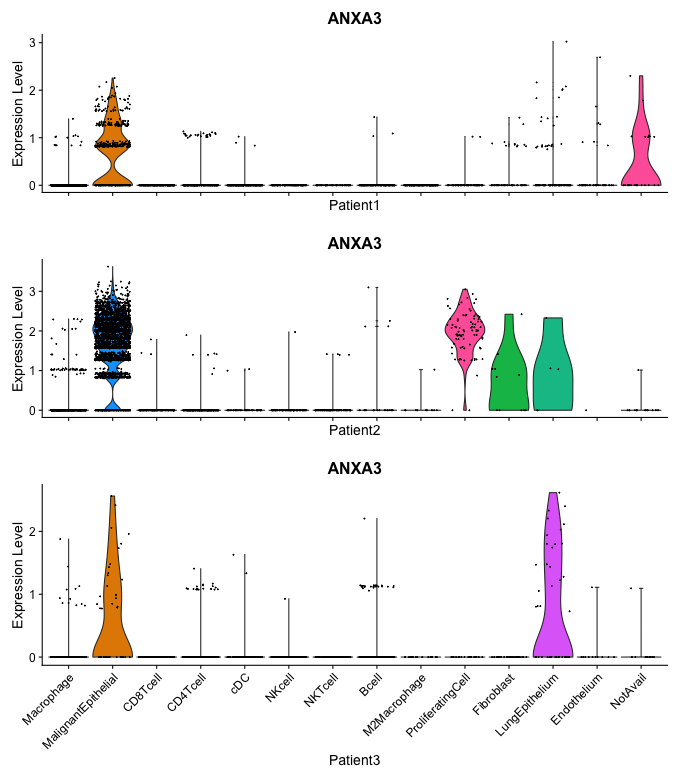 ANXA3
Expression Level
3
2
1
0
Patient1
ANXA3
Expression Level
3
2
1
0
Patient2
ANXA3
Expression Level
2
1
0
Macrophage
MalignantEpithelial
CD8Tcell
CD4Tcell
cDC
NKcell
NKTcell
Bcell
M2Macrophage
ProliferatingCell
Fibroblast
LungEpithelium
Endothelium
NotAvail
Patient3